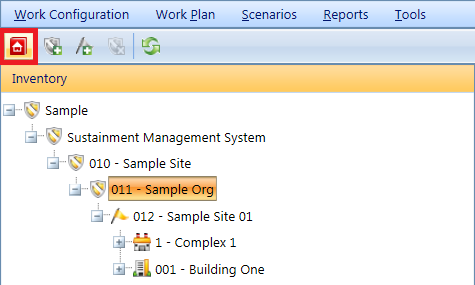 Work Configuration Work Plan Scenarios Reports Tools
Inventory
Sample
Sustainment Management System
010 - Sample Site
011 - Sample Org
012 - Sample Site 01
1 - Complex 1
001 - Building One